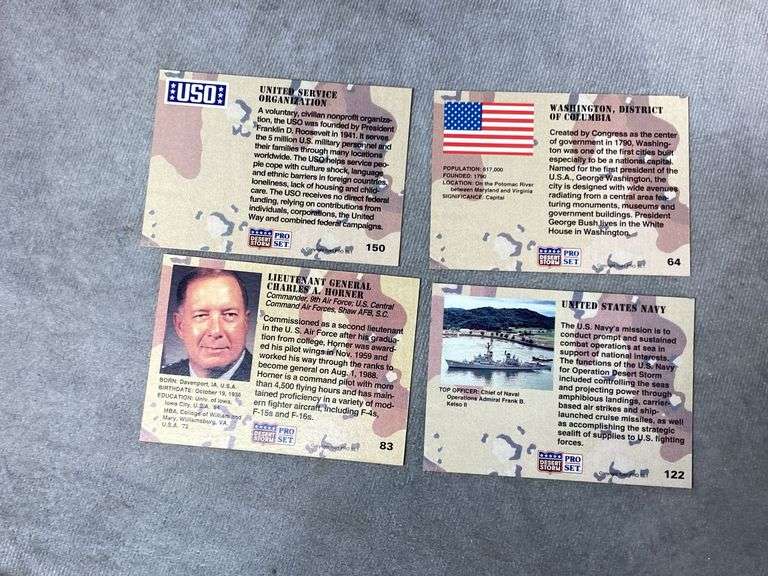 USO
UNITED SERVICE
ORGANIZATION
A voluntary, civilian nonprofit organiza-
tion, the USO was founded by President
Franklin D. Roosevelt in 1941. It serves
the 5 million U.S. military personnel and
their families through many locations
worldwide. The USO helps service peo-
ple cope with culture shock, language
and ethnic barriers in foreign countries,
loneliness, lack of housing and child-
care. The USO receives no direct federal
funding, relying on contributions from
individuals, corporations, the United
Way and combined federal campaigns.
DESERT
STORM
PRO
SET
150
WASHINGTON, DISTRICT
OF COLUMBIA
POPULATION: 617,000
FOUNDED: 1790
LOCATION: On the Potomac River
between Maryland and Virginia
SIGNIFICANCE: Capital
Created by Congress as the center
of government in 1790, Washing-
ton was one of the first cities built
especially to be a national capital.
Named for the first president of the
U.S.A., George Washington, the
city is designed with wide avenues
radiating from a central area fea-
turing monuments, museums and
government buildings. President
George Bush lives in the White
House in Washington.
DESERT
STORM
PRO
SET
64
LIEUTENANT GENERAL
CHARLES A. HORNER
Commander, 9th Air Force; U.S. Central
Command Air Forces, Shaw AFB, S.C.
Commissioned as a second lieutenant
in the U. S. Air Force after his gradua-
tion from college, Horner was award-
ed his pilot wings in Nov. 1959 and
worked his way through the ranks to
become general on Aug. 1, 1968.
Horner is a command pilot with more
than 4,500 flying hours and has main-
tained proficiency in a variety of mod-
ern fighter aircraft, including F-4s,
F-15s and F-16s.
BORN: Davenport, IA, U.S.A.
BIRTHDATE: October 19, 1936
EDUCATION: Univ. of Iowa,
Iowa City, U.S.A.
MBA, College of William and
Mary, Williamsburg, VA
U.S.A. 72
DESERT
STORM
PRO
SET
83
UNITED STATES NAVY
TOP OFFICER: Chief of Naval
Operations Admiral Frank B.
Kelso II
The U.S. Navy's mission is to
conduct prompt and sustained
combat operations at sea in
support of national interests.
The functions of the U.S. Navy
for Operation Desert Storm
included controlling the seas
and projecting power through
amphibious landings, carrier-
based air strikes and ship-
launched cruise missiles, as well
as accomplishing the strategic
sealift of supplies to U.S. fighting
forces.
DESERT
STORM
PRO
SET
122